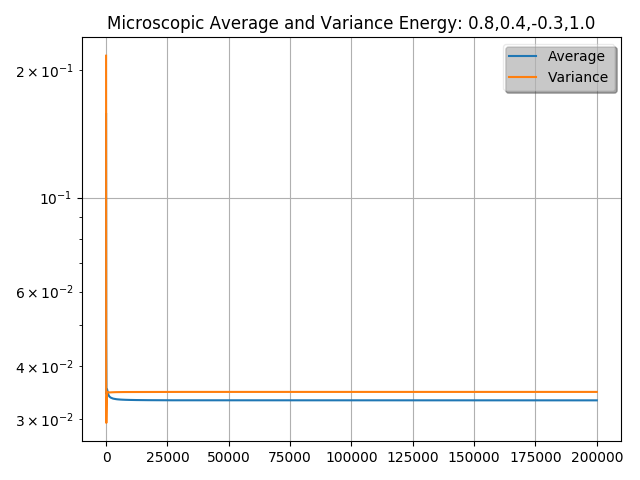 Microscopic Average and Variance Energy: 0.8,0.4,-0.3,1.0
Average
Variance
2 × 10⁻¹
10⁻¹
6 × 10⁻²
4 × 10⁻²
3 × 10⁻²
0 25000 50000 75000 100000 125000 150000 175000 200000